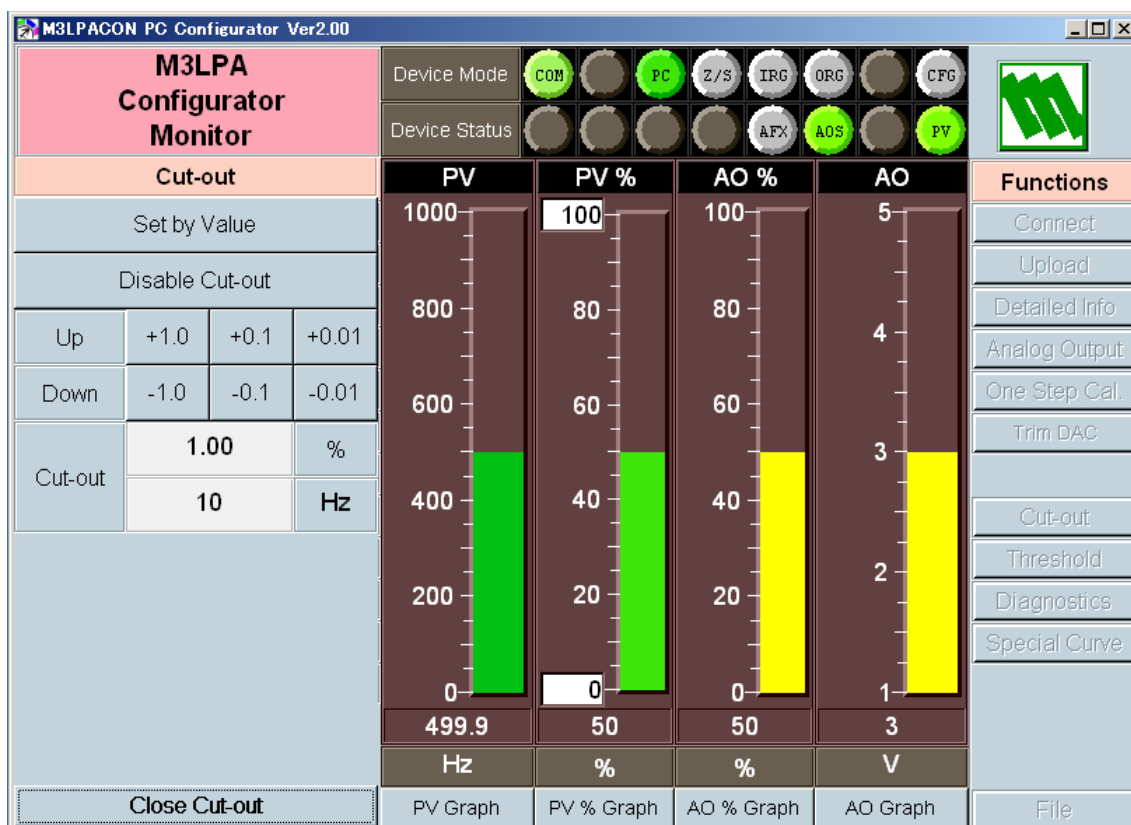 M3LPACON PC Configurator Ver2.00
M3LPA
Configurator
Monitor
Device Mode COM PC Z/S IRG ORG CFG
Device Status AFX AOS PV
Cut-out
Set by Value
Disable Cut-out
Up +1.0 +0.1 +0.01
Down -1.0 -0.1 -0.01
Cut-out 1.00 %
10 Hz
Close Cut-out
PV
1000
800
600
400
200
0
499.9
Hz
PV Graph
PV %
100
80
60
40
20
0
50
%
PV % Graph
AO %
100
80
60
40
20
0
50
%
AO % Graph
AO
5
4
3
2
1
3
V
AO Graph
Functions
Connect
Upload
Detailed Info
Analog Output
One Step Cal.
Trim DAC
Cut-out
Threshold
Diagnostics
Special Curve
File